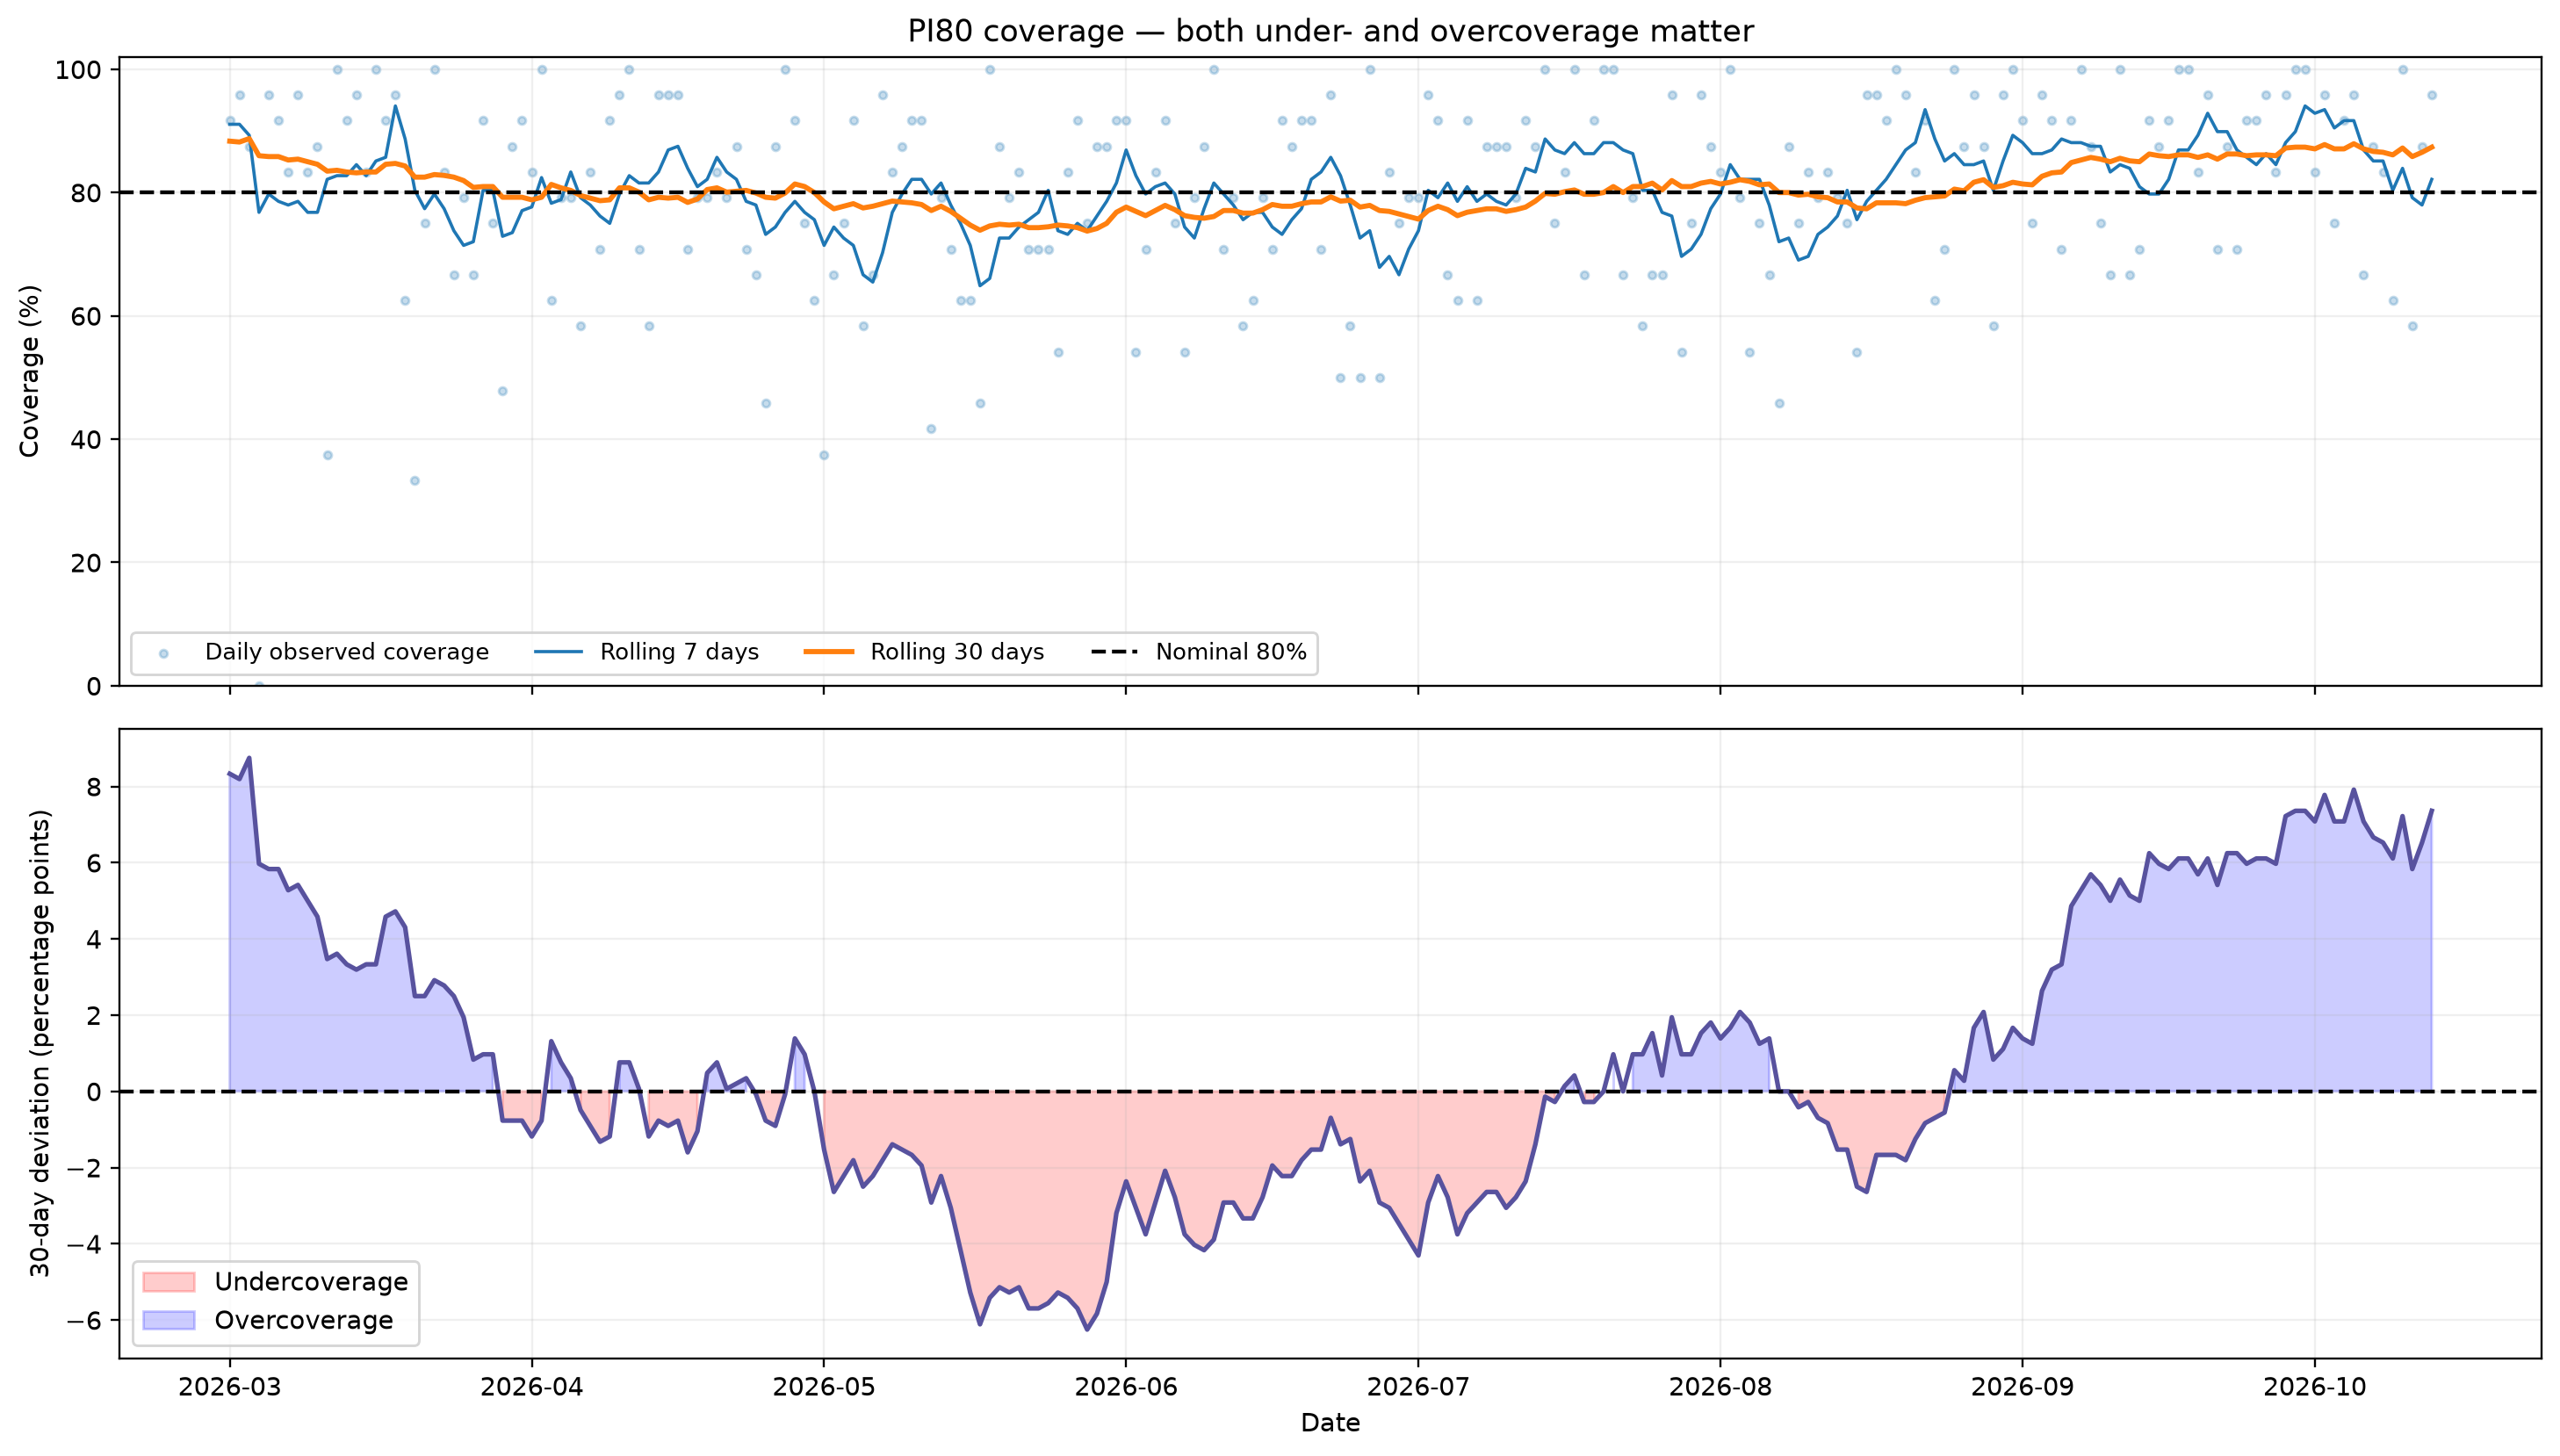 PI80 coverage — both under- and overcoverage matter
Coverage (%)
100
80
60
40
20
0
Daily observed coverage
Rolling 7 days
Rolling 30 days
Nominal 80%
30-day deviation (percentage points)
8
6
4
2
0
−2
−4
−6
Undercoverage
Overcoverage
2026-03
2026-04
2026-05
2026-06
2026-07
2026-08
2026-09
2026-10
Date